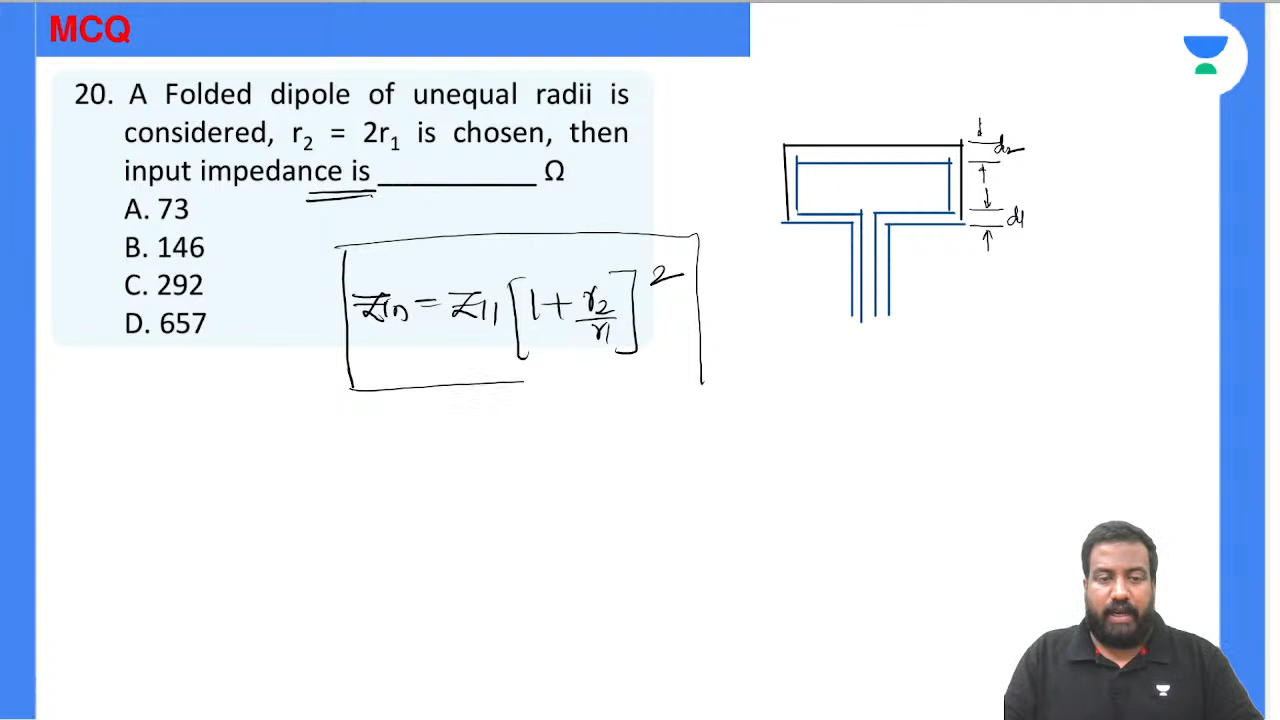 MCQ
20. A Folded dipole of unequal radii is
considered, r₂ = 2r₁ is chosen, then
input impedance is ___________ Ω
A. 73
B. 146
C. 292
D. 657
Zin = Z11 [1 + r2/r1]²
d2
d1